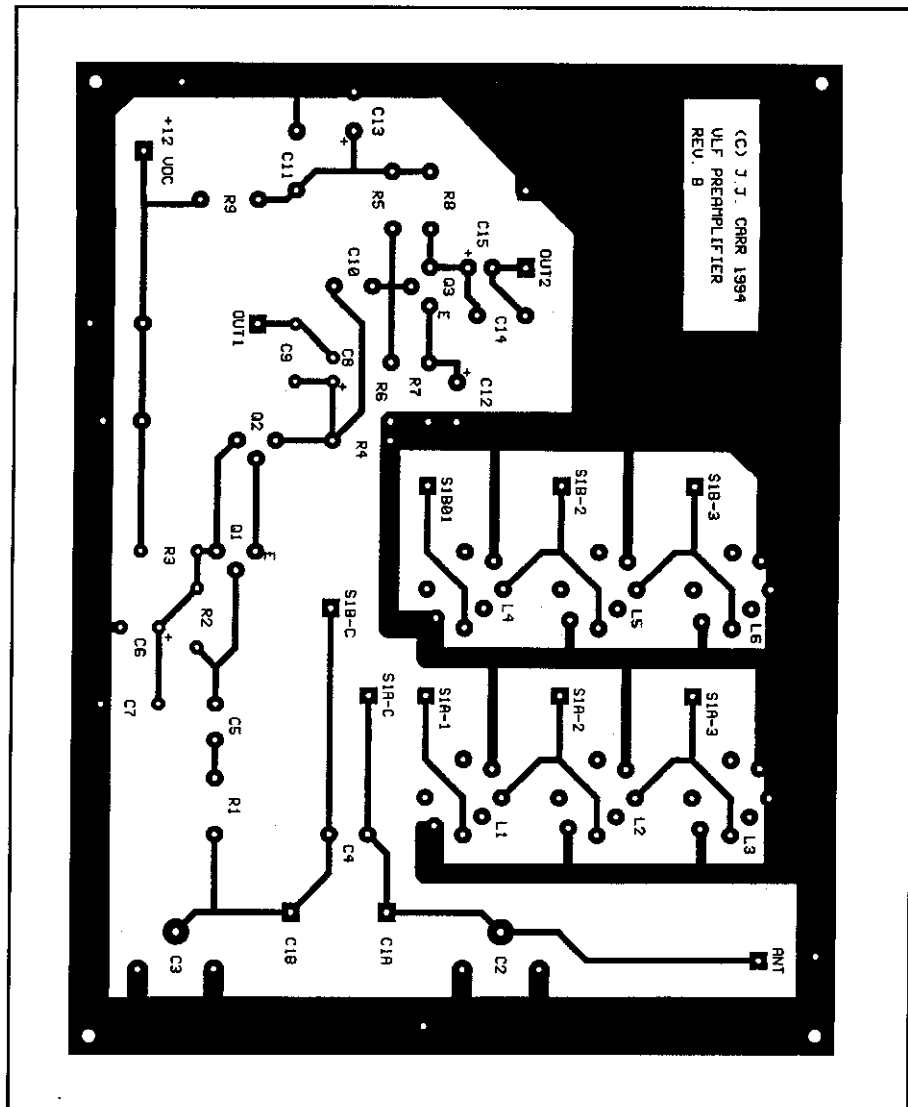 (C) J.J. CARR 1994
VLF PREAMPLIFIER
REV. B
+12 VDC
C13
C11
R9
R5
R8
C15
OUT2
C10
Q3
E
C14
OUT1
C9
C8
R6
R7
C12
+
+
+
Q2
R4
S1B01
S1B-2
S1B-3
Q1
E
R3
R2
L4
L5
L6
S1B-C
C6
+
C7
C5
S1A-C
S1A-1
S1A-2
S1A-3
R1
C4
L1
L2
L3
C3
C1B
C1A
C2
ANT